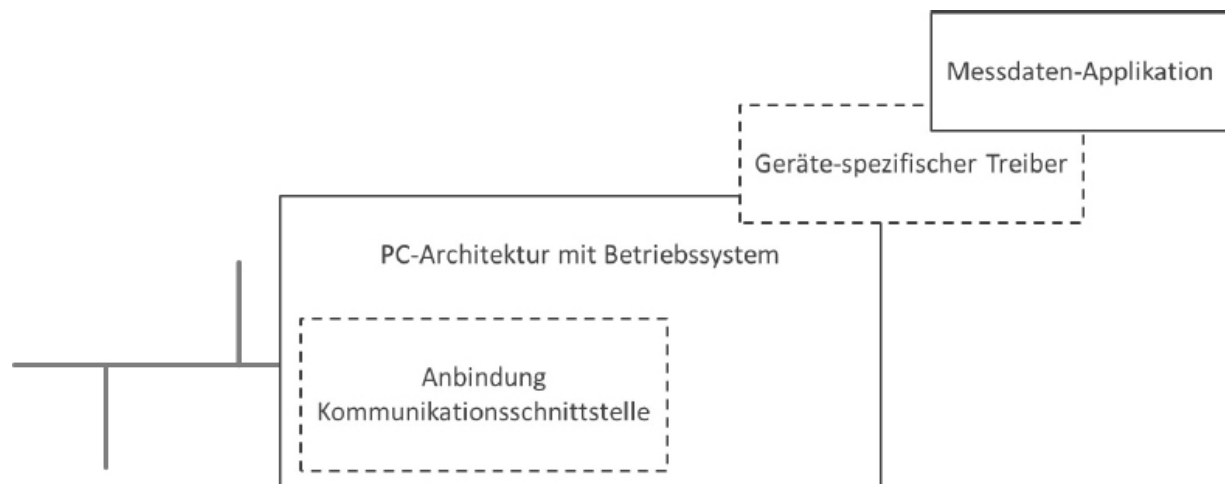 Messdaten-Applikation
Geräte-spezifischer Treiber
PC-Architektur mit Betriebssystem
Anbindung
Kommunikationsschnittstelle